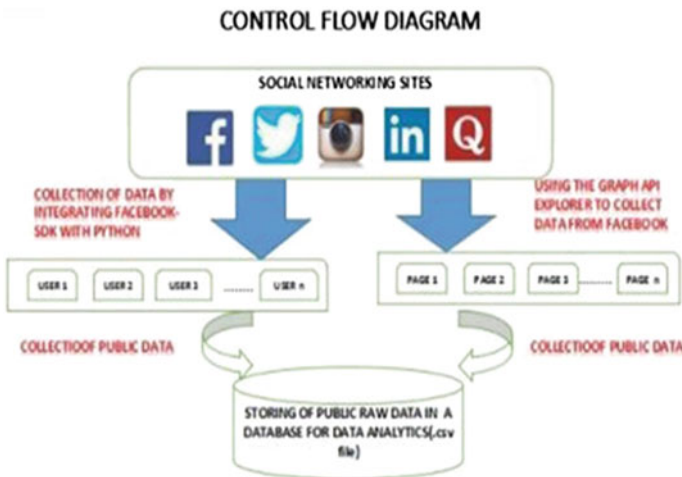 CONTROL FLOW DIAGRAM
SOCIAL NETWORKING SITES
f
in
Q
COLLECTION OF DATA BY
INTEGRATING FACEBOOK-
SDK WITH PYTHON
USING THE GRAPH API
EXPLORER TO COLLECT
DATA FROM FACEBOOK
USER 1 USER 2 USER 3 ........ USER n
PAGE 1 PAGE 2 PAGE 3 ......... PAGE n
COLLECTIOOF PUBLIC DATA
COLLECTIOOF PUBLIC DATA
STORING OF PUBLIC RAW DATA IN A
DATABASE FOR DATA ANALYTICS(.csv
file)